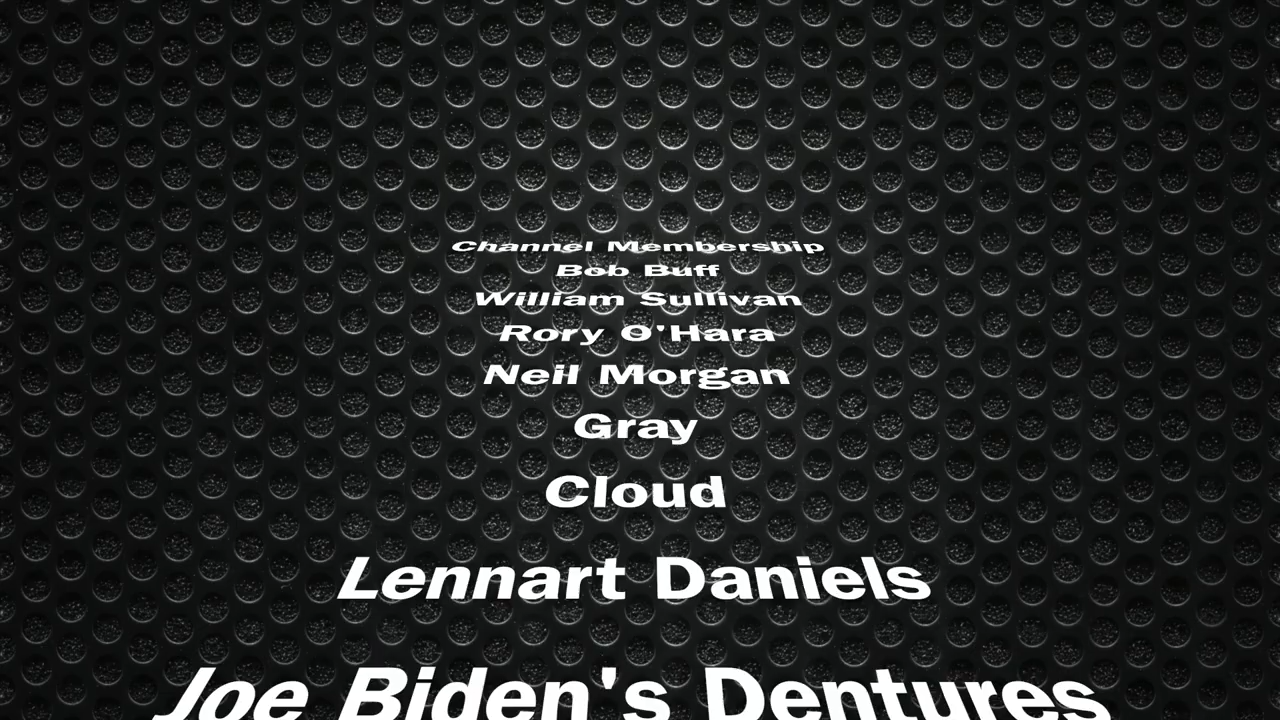 Channel Membership
Bob Buff
William Sullivan
Rory O'Hara
Neil Morgan
Gray
Cloud
Lennart Daniels
Joe Biden's Dentures